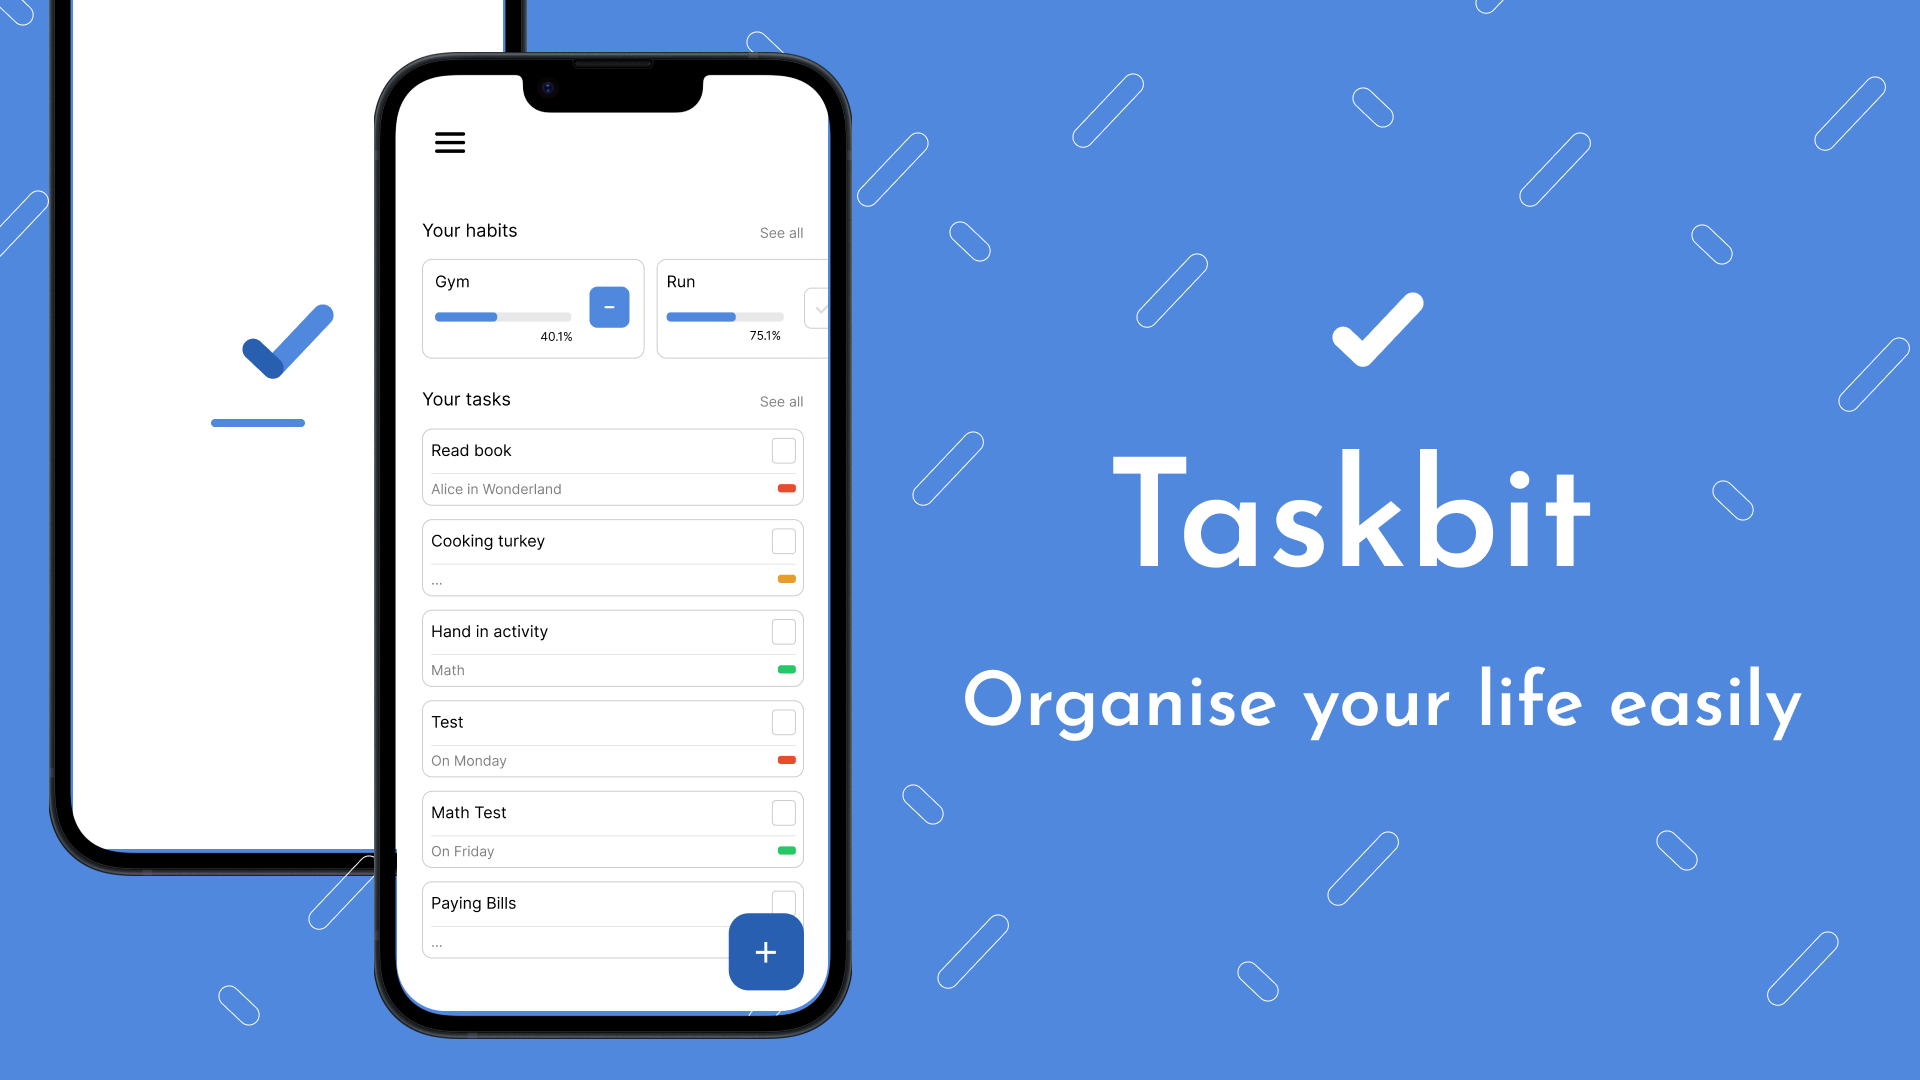 Your habits
See all
Gym
40.1%
Run
75.1%
Your tasks
See all
Read book
Alice in Wonderland
Cooking turkey
...
Hand in activity
Math
Test
On Monday
Math Test
On Friday
Paying Bills
...
Taskbit
Organise your life easily